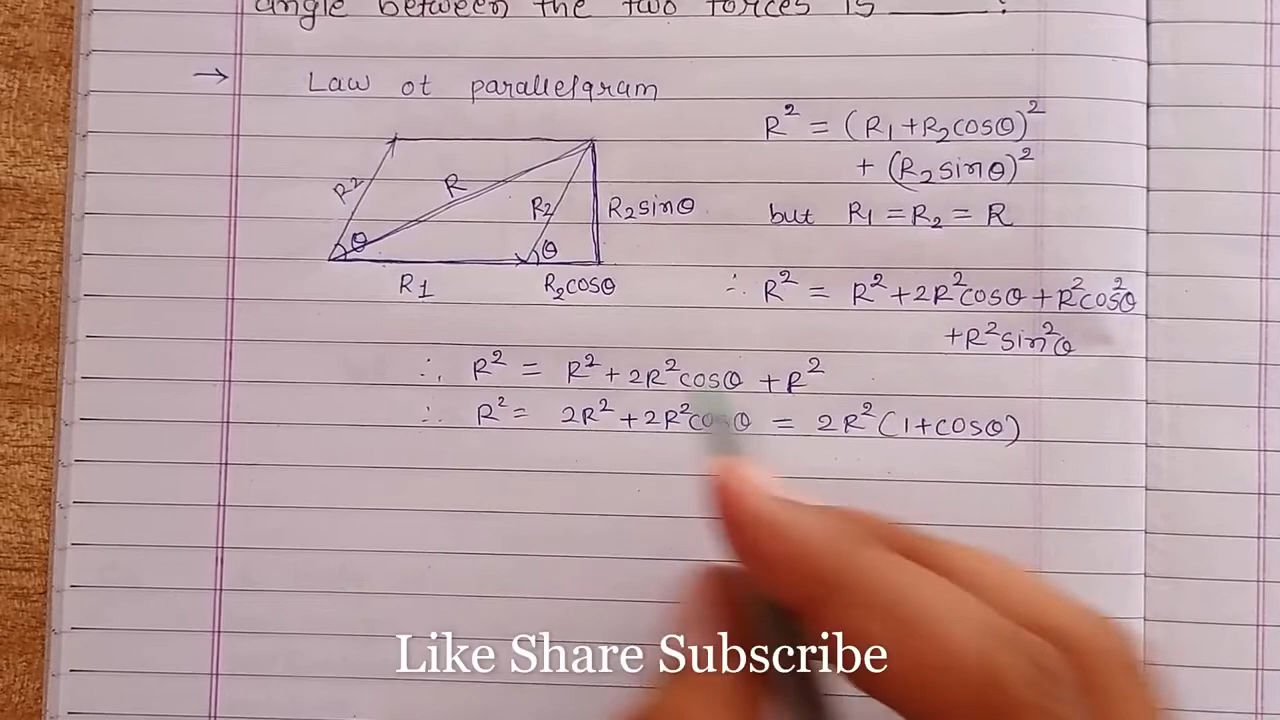 angle between the two forces is ______ ?
→ Law of parallelgram
R² = (R₁+R₂cosθ)²
+ (R₂sinθ)²
R₂
R
R₂
R₂sinθ
but R₁ = R₂ = R
θ
θ
R1
R₂cosθ
∴ R² = R²+2R²cosθ+R²cos²θ
+R²sin²θ
∴ R² = R²+2R²cosθ +R²
∴ R² = 2R²+2R²cosθ = 2R²(1+cosθ)
Like Share Subscribe